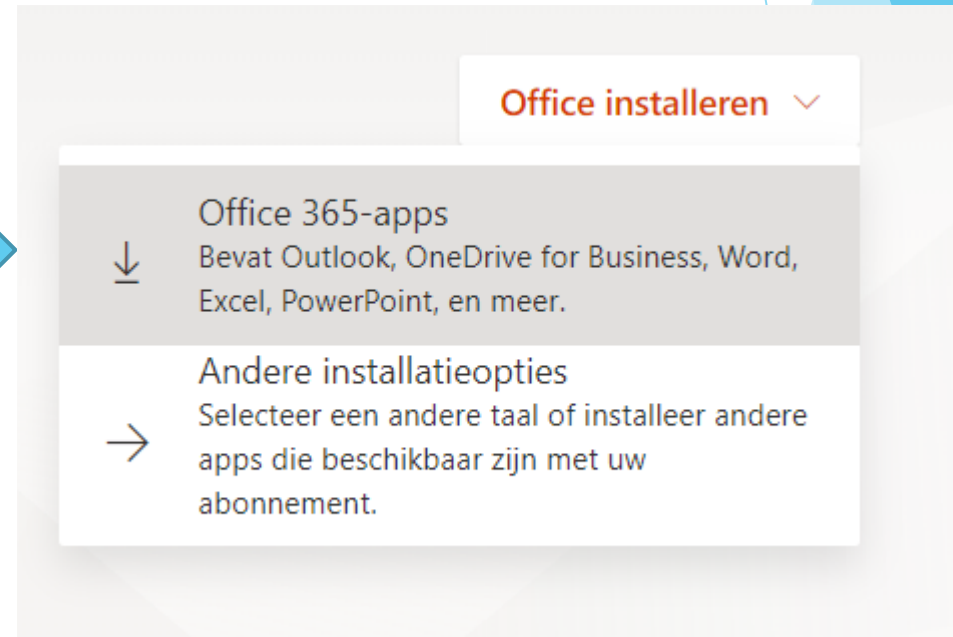 Office installeren
Office 365-apps
Bevat Outlook, OneDrive for Business, Word,
Excel, PowerPoint, en meer.
Andere installatieopties
Selecteer een andere taal of installeer andere
apps die beschikbaar zijn met uw
abonnement.